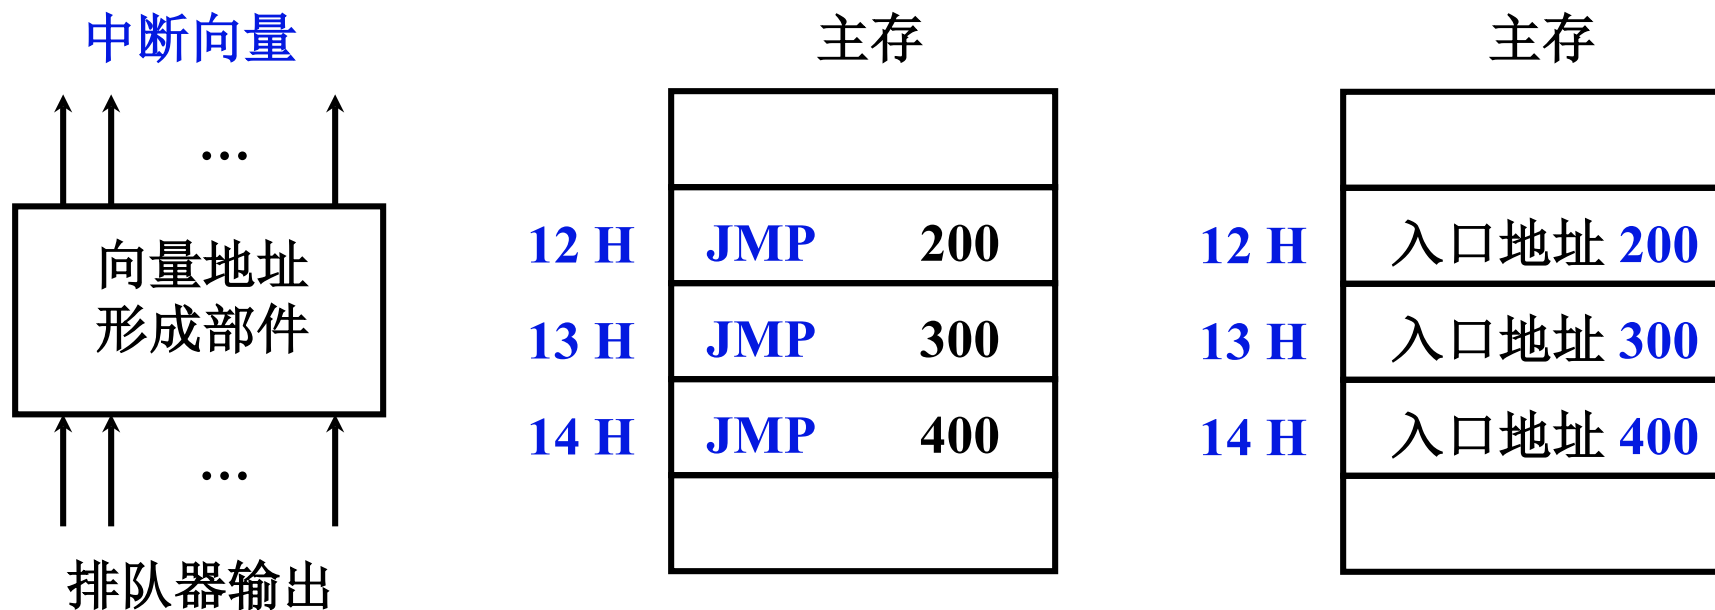 中断向量
…
向量地址
形成部件
…
排队器输出
主存
12 H JMP 200
13 H JMP 300
14 H JMP 400
主存
12 H 入口地址 200
13 H 入口地址 300
14 H 入口地址 400